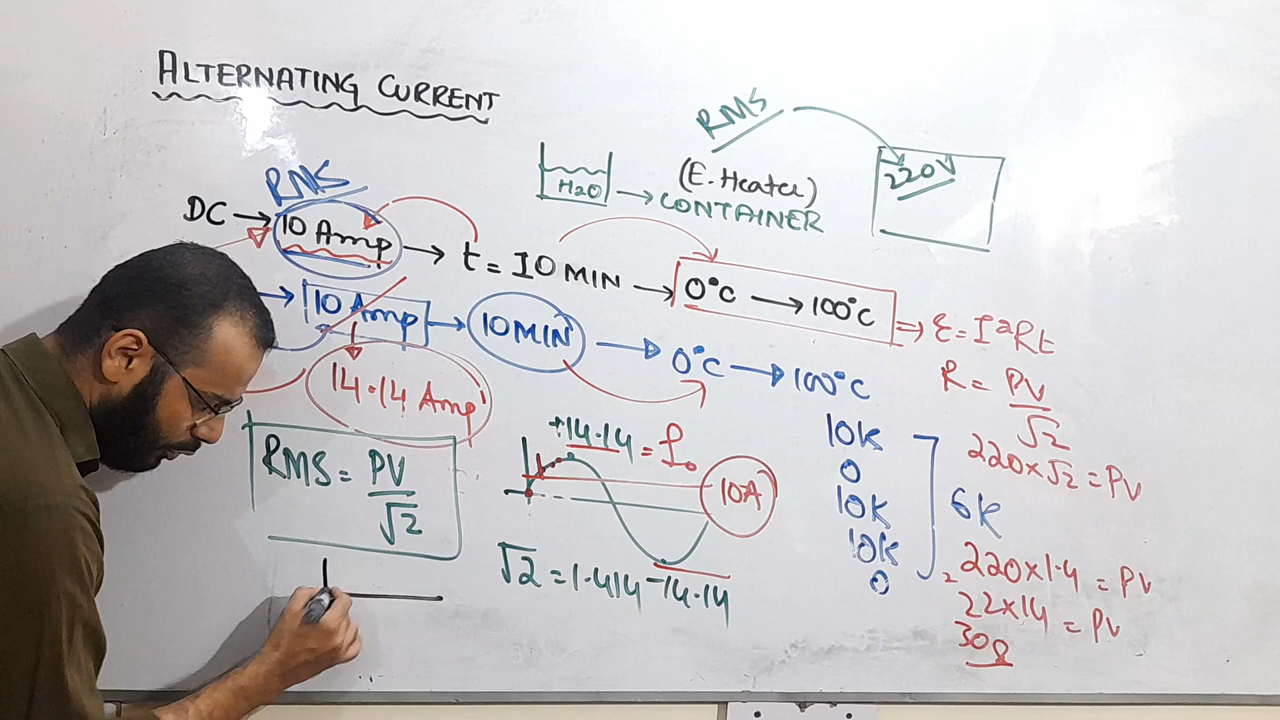 ALTERNATING CURRENT
RMS
220V
H2O → (E. Heater)
CONTAINER
RMS
DC → 10 Amp → t = 10 MIN → 0°C → 100°C ⇒ E = I²Rt
→ 10 Amp → 10 MIN → 0°C → 100°C
14.14 Amp
R = PV/√2
220×√2 = PV
RMS = PV/√2
+14.14 = I₀
10A
√2 = 1.414
-14.14
10K
0
10K
10K
0
6K
220×1.4 = PV
22×14 = PV
308